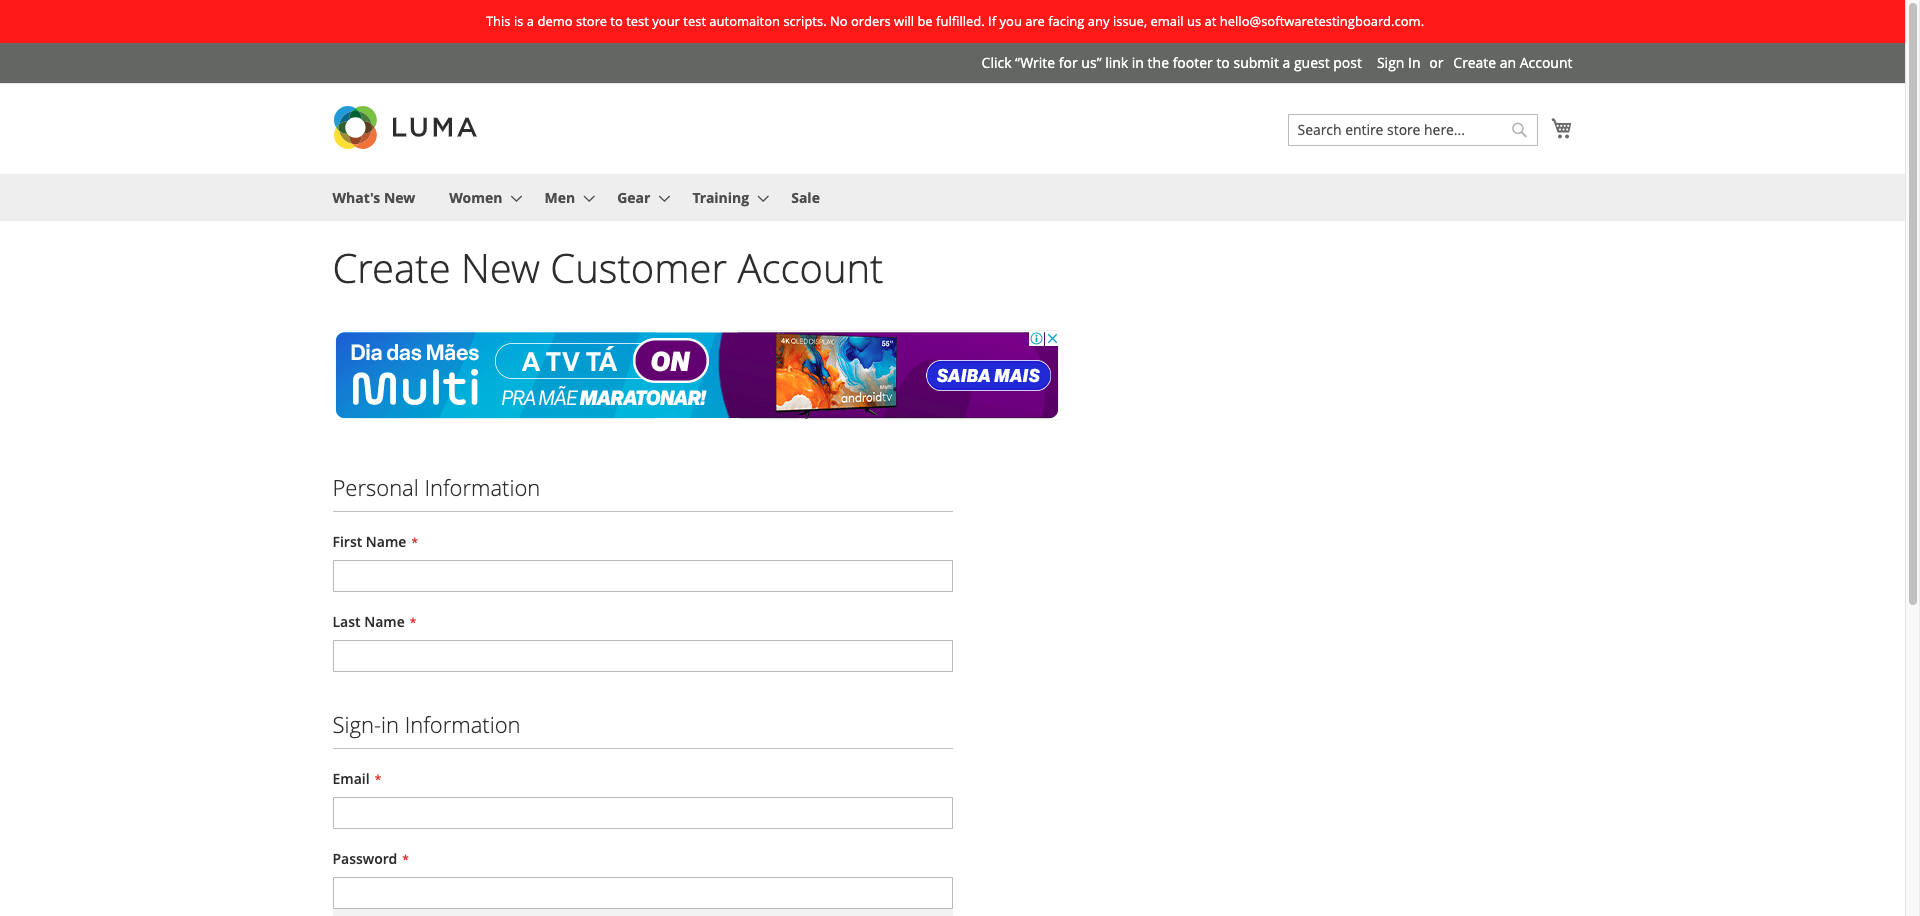 This is a demo store to test your test automaiton scripts. No orders will be fulfilled. If you are facing any issue, email us at hello@softwaretestingboard.com.
Click “Write for us” link in the footer to submit a guest post Sign In or Create an Account
LUMA
Search entire store here...
What's New Women Men Gear Training Sale
Create New Customer Account
Dia das Mães
Multi
A TV TÁ ON
PRA MÃE MARATONAR!
4K QLED DISPLAY 55"
Multi
androidtv
SAIBA MAIS
Personal Information
First Name *
Last Name *
Sign-in Information
Email *
Password *